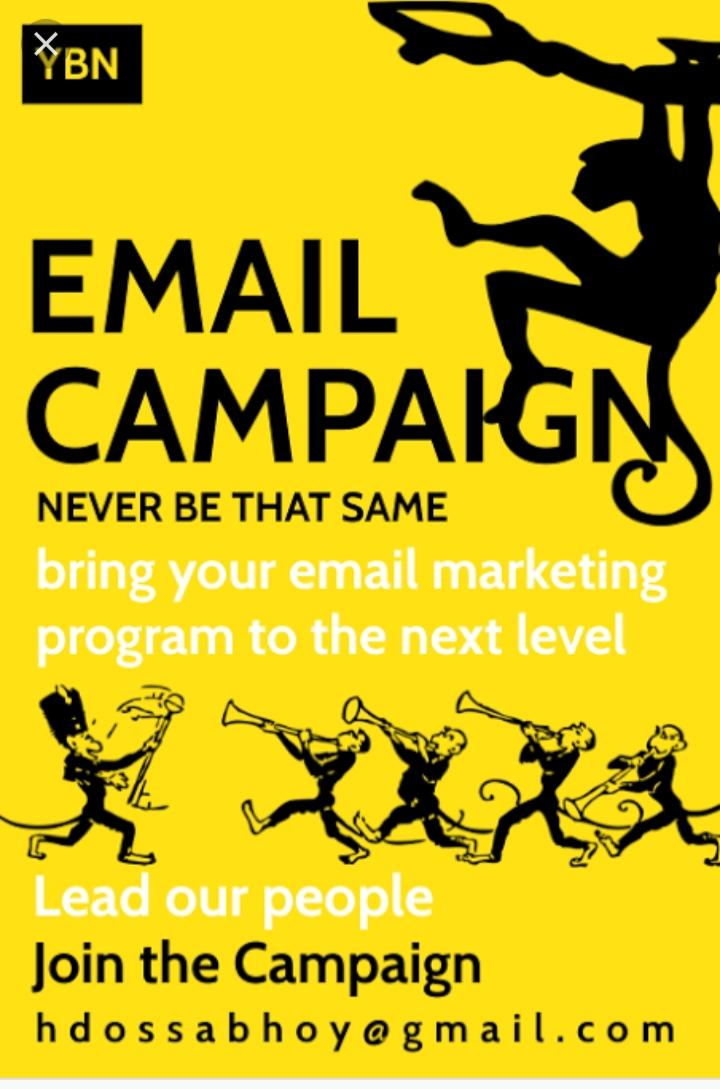 YBN
EMAIL
CAMPAIGN
NEVER BE THAT SAME
bring your email marketing
program to the next level
Lead our people
Join the Campaign
hdossabhoy@gmail.com